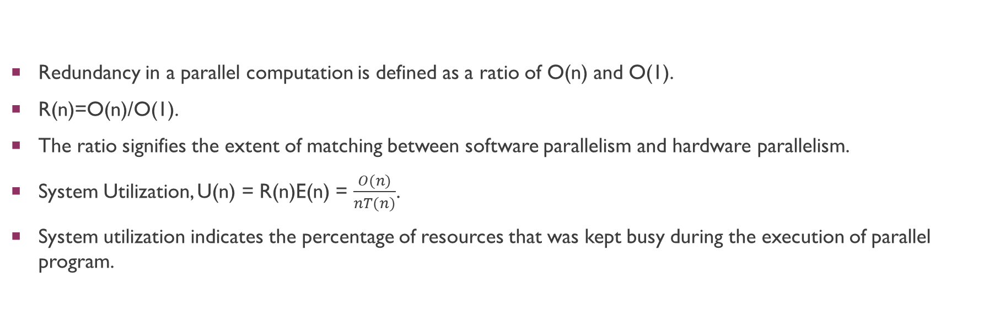 ▪ Redundancy in a parallel computation is defined as a ratio of O(n) and O(1).
▪ R(n)=O(n)/O(1).
▪ The ratio signifies the extent of matching between software parallelism and hardware parallelism.
▪ System Utilization, U(n) = R(n)E(n) = \frac{O(n)}{nT(n)}.
▪ System utilization indicates the percentage of resources that was kept busy during the execution of parallel
program.